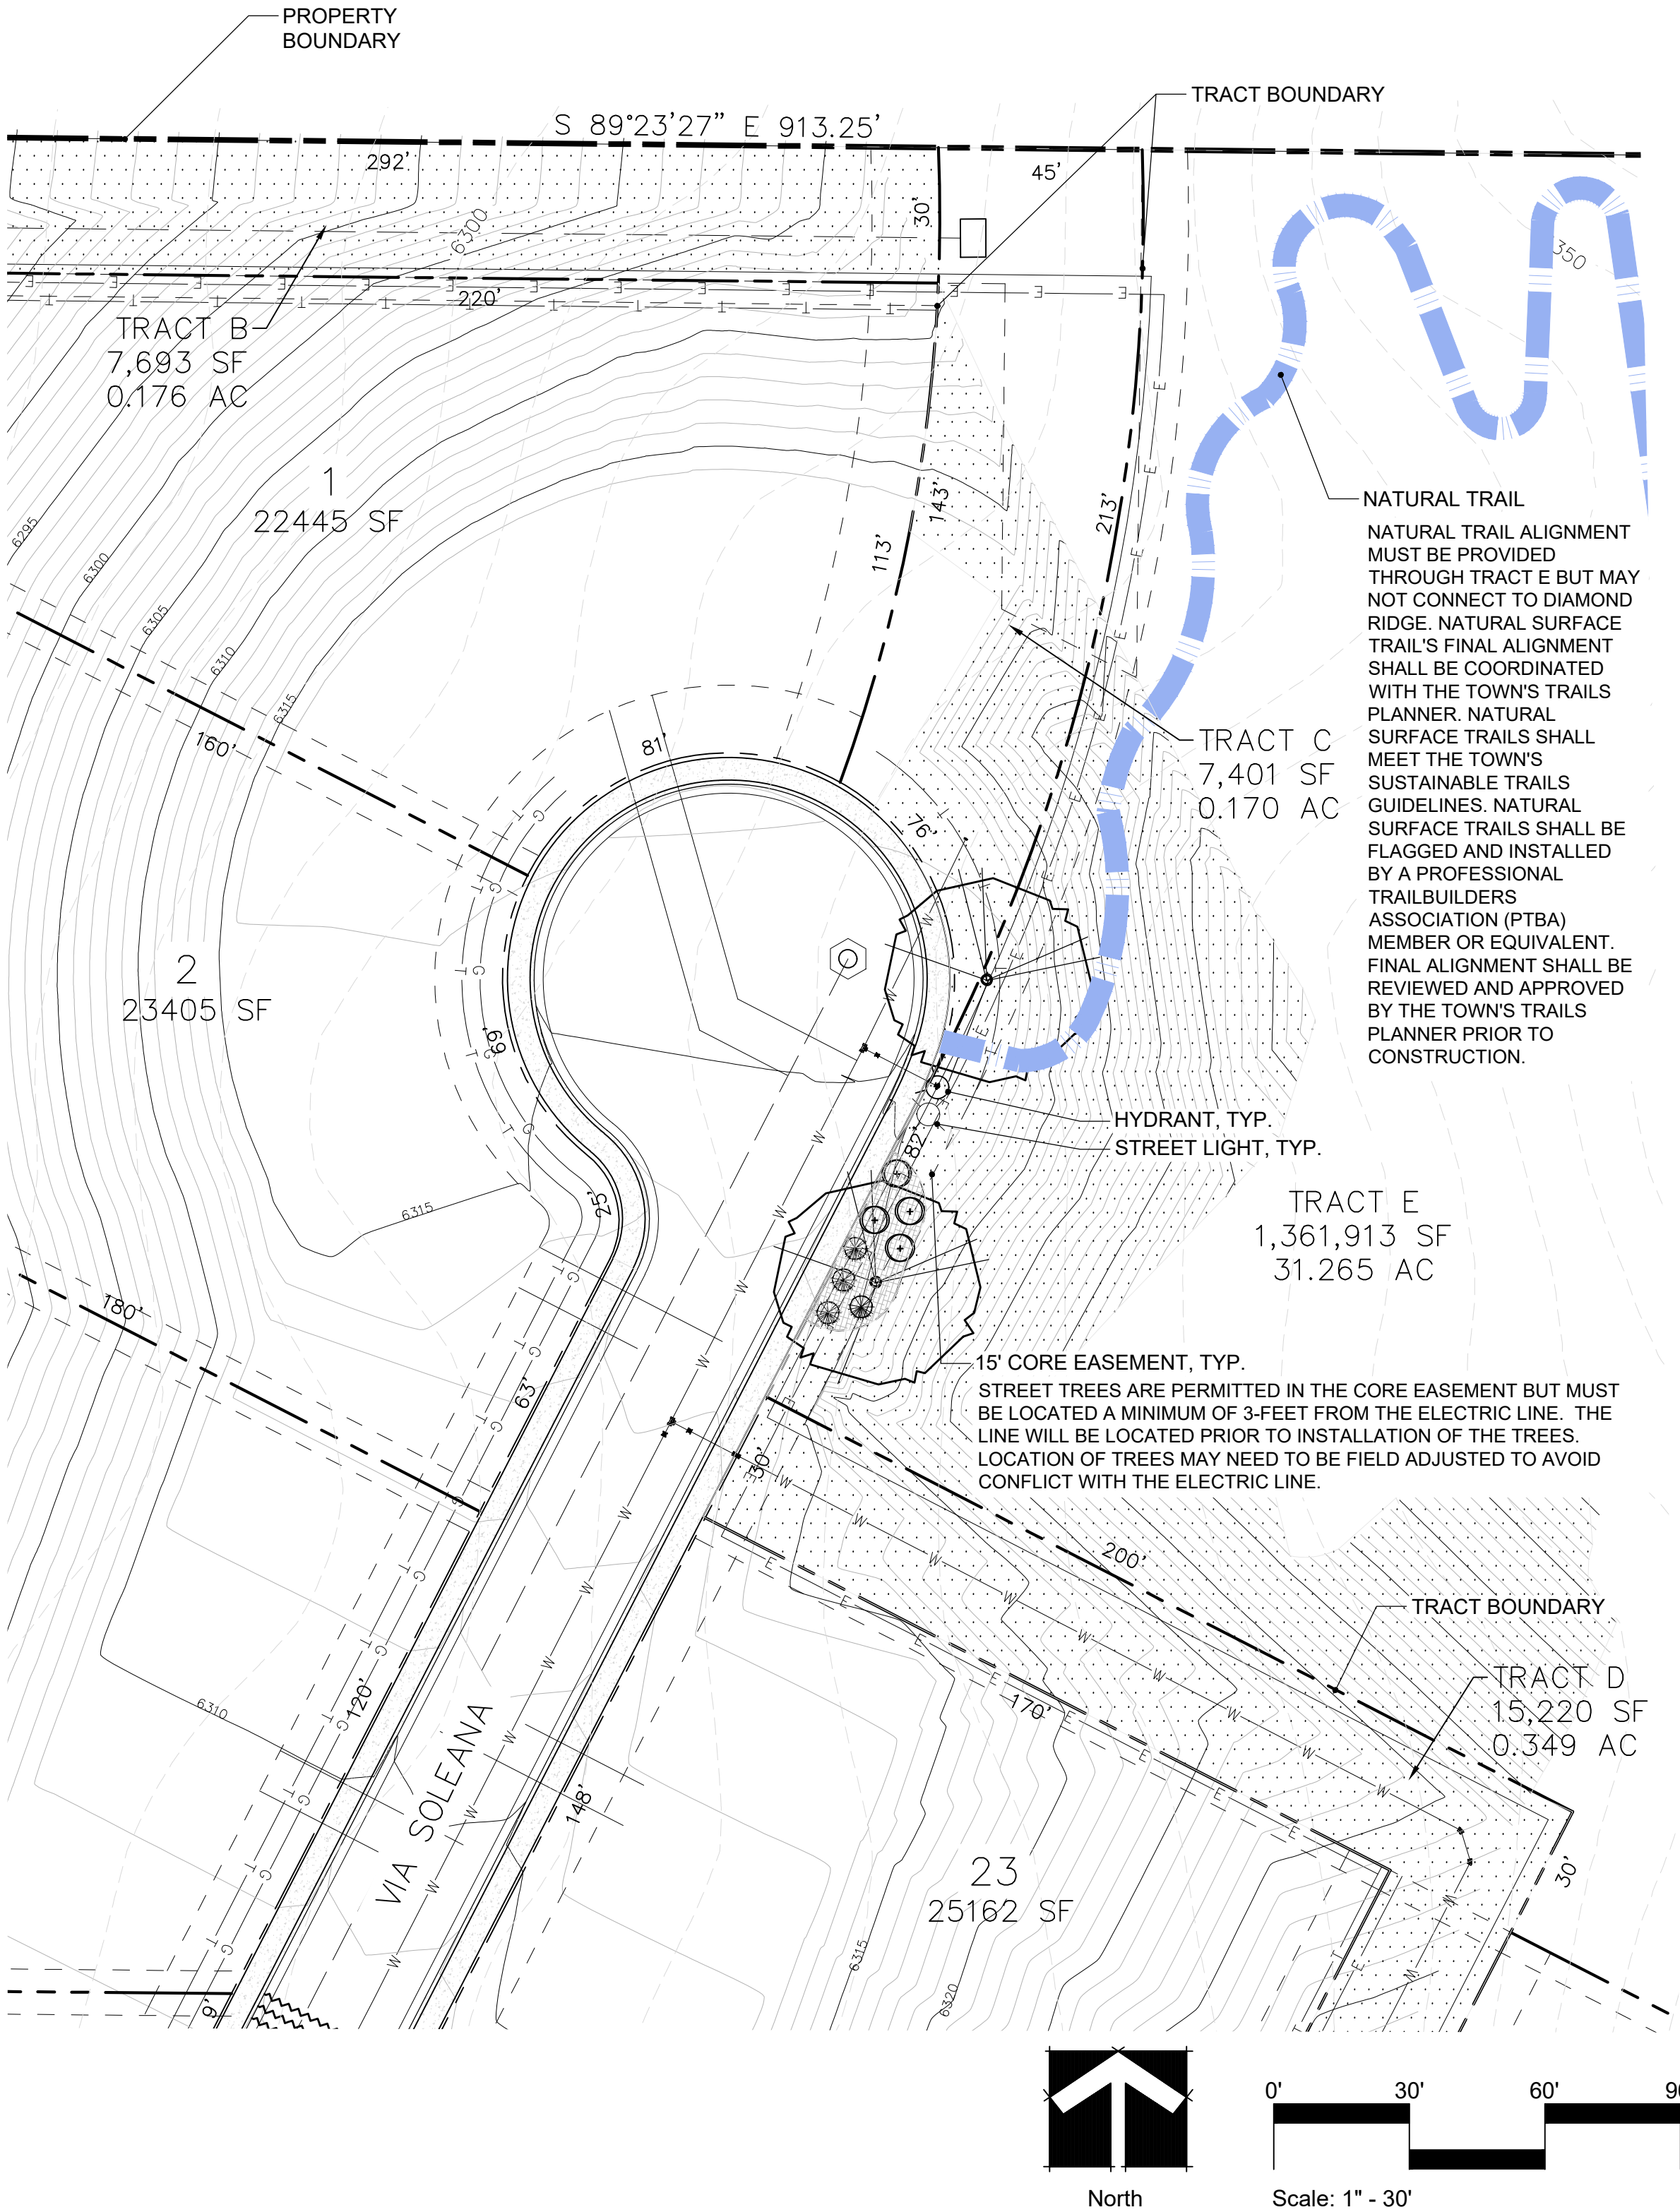 PROPERTY
BOUNDARY
TRACT BOUNDARY
S 89°23'27" E 913.25'
292'
45'
30'
6300
350
220'
TRACT B
7,693 SF
0.176 AC
1
22445 SF
143'
113'
213'
6295
6300
6305
6310
6315
NATURAL TRAIL
NATURAL TRAIL ALIGNMENT
MUST BE PROVIDED
THROUGH TRACT E BUT MAY
NOT CONNECT TO DIAMOND
RIDGE. NATURAL SURFACE
TRAIL'S FINAL ALIGNMENT
SHALL BE COORDINATED
WITH THE TOWN'S TRAILS
PLANNER. NATURAL
SURFACE TRAILS SHALL
MEET THE TOWN'S
SUSTAINABLE TRAILS
GUIDELINES. NATURAL
SURFACE TRAILS SHALL BE
FLAGGED AND INSTALLED
BY A PROFESSIONAL
TRAILBUILDERS
ASSOCIATION (PTBA)
MEMBER OR EQUIVALENT.
FINAL ALIGNMENT SHALL BE
REVIEWED AND APPROVED
BY THE TOWN'S TRAILS
PLANNER PRIOR TO
CONSTRUCTION.
160'
81'
76'
TRACT C
7,401 SF
0.170 AC
2
23405 SF
69'
HYDRANT, TYP.
STREET LIGHT, TYP.
82'
25'
6315
TRACT E
1,361,913 SF
31.265 AC
180'
63'
15' CORE EASEMENT, TYP.
STREET TREES ARE PERMITTED IN THE CORE EASEMENT BUT MUST
BE LOCATED A MINIMUM OF 3-FEET FROM THE ELECTRIC LINE. THE
LINE WILL BE LOCATED PRIOR TO INSTALLATION OF THE TREES.
LOCATION OF TREES MAY NEED TO BE FIELD ADJUSTED TO AVOID
CONFLICT WITH THE ELECTRIC LINE.
30'
200'
TRACT BOUNDARY
TRACT D
15,220 SF
0.349 AC
170'
6310
120'
VIA SOLEANA
148'
23
25162 SF
30'
6315
6320
9'
0' 30' 60' 90
North
Scale: 1" - 30'